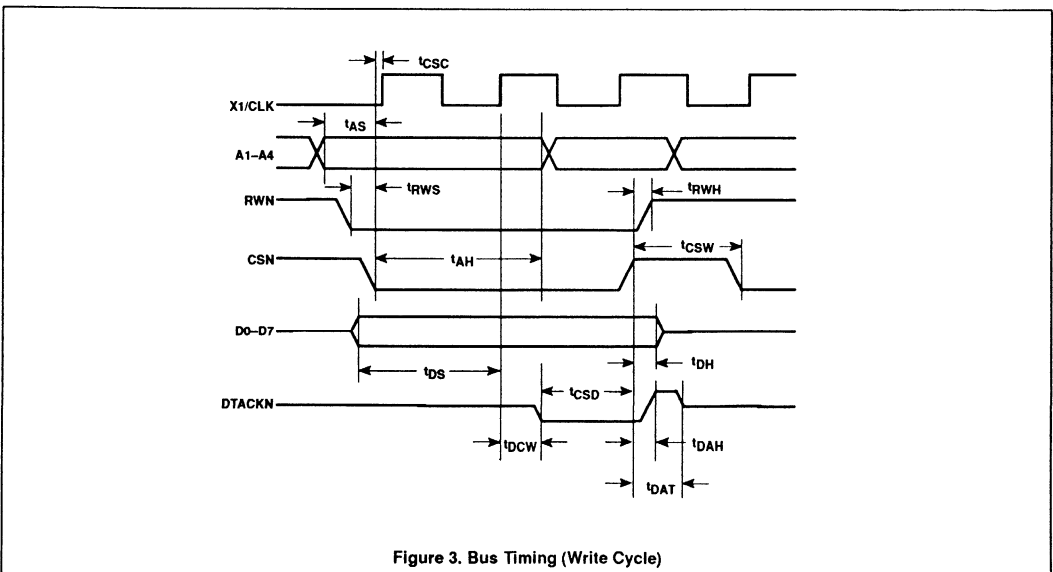 tCSC
X1/CLK
tAS
A1–A4
tRWS
tRWH
RWN
tCSW
CSN
tAH
D0–D7
tDS
tDH
tCSD
DTACKN
tDCW
tDAH
tDAT
Figure 3. Bus Timing (Write Cycle)